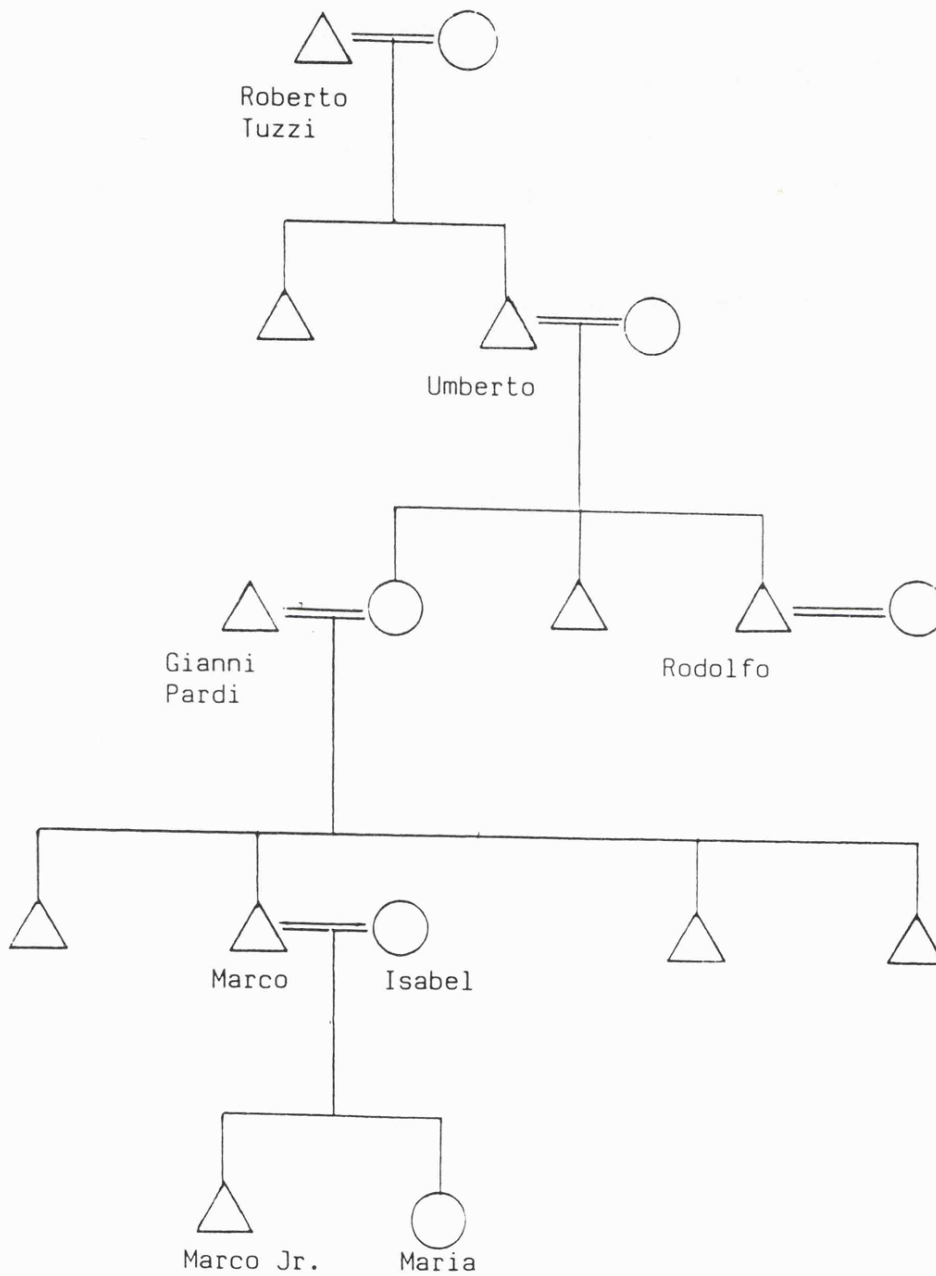 Roberto
Tuzzi
Umberto
Gianni
Pardi
Rodolfo
Marco
Isabel
Marco Jr.
Maria